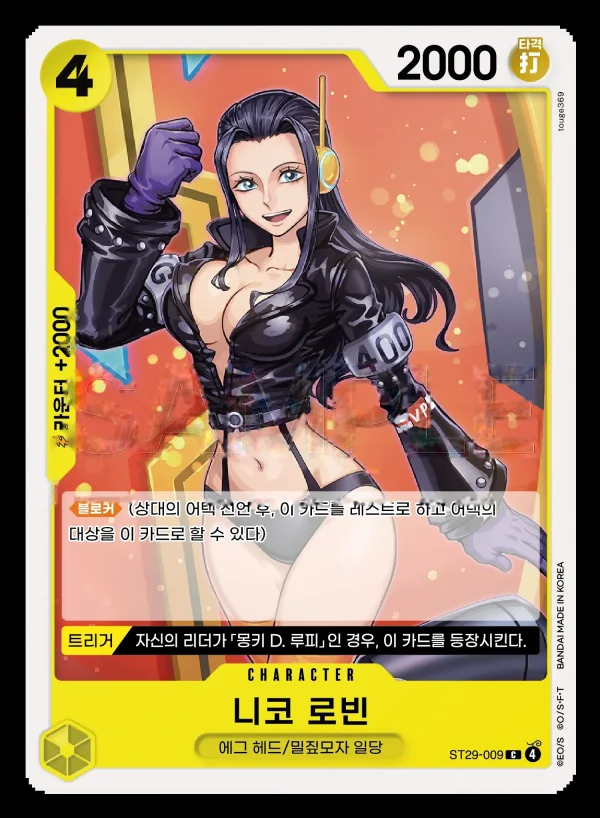 4
2000
타격
打
touge369
카운터 +2000
G
400
VP
SAMPLE
블로커 (상대의 어택 선언 후, 이 카드를 레스트로 하고 어택의
대상을 이 카드로 할 수 있다)
트리거 자신의 리더가 「몽키 D. 루피」인 경우, 이 카드를 등장시킨다.
CHARACTER
니코 로빈
에그 헤드/밀짚모자 일당
ST29-009 C 4
©EO/S ©O/S·F·T BANDAI MADE IN KOREA